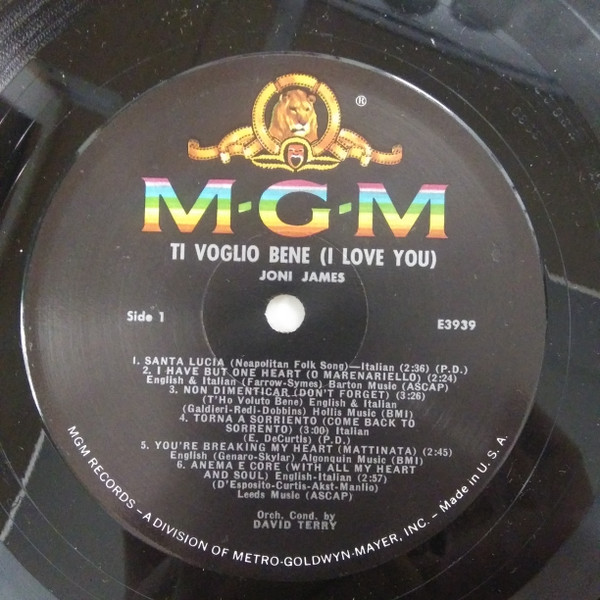 ®
M-G-M
TI VOGLIO BENE (I LOVE YOU)
JONI JAMES
Side 1
E3939
1. SANTA LUCIA (Neapolitan Folk Song)—Italian (2:36) (P.D.)
2. I HAVE BUT ONE HEART (O MARENARIELLO) (2:24)
English & Italian (Farrow-Symes) Barton Music (ASCAP)
3. NON DIMENTICAR (DON'T FORGET) (3:26)
(T'Ho Voluto Bene) English & Italian
(Galdieri-Redi-Dobbins) Hollis Music (BMI)
4. TORNA A SORRIENTO (COME BACK TO
SORRENTO) (3:00) Italian
(E. DeCurtis) (P.D.)
5. YOU'RE BREAKING MY HEART (MATTINATA) (2:45)
English (Genaro-Skylar) Algonquin Music (BMI)
6. ANEMA E CORE (WITH ALL MY HEART
AND SOUL) English-Italian (2:57)
(D'Esposito-Curtis-Akst-Manlio)
Leeds Music (ASCAP)
Orch. Cond. by
DAVID TERRY
MGM RECORDS – A DIVISION OF METRO-GOLDWYN-MAYER, INC. – Made in U. S. A.